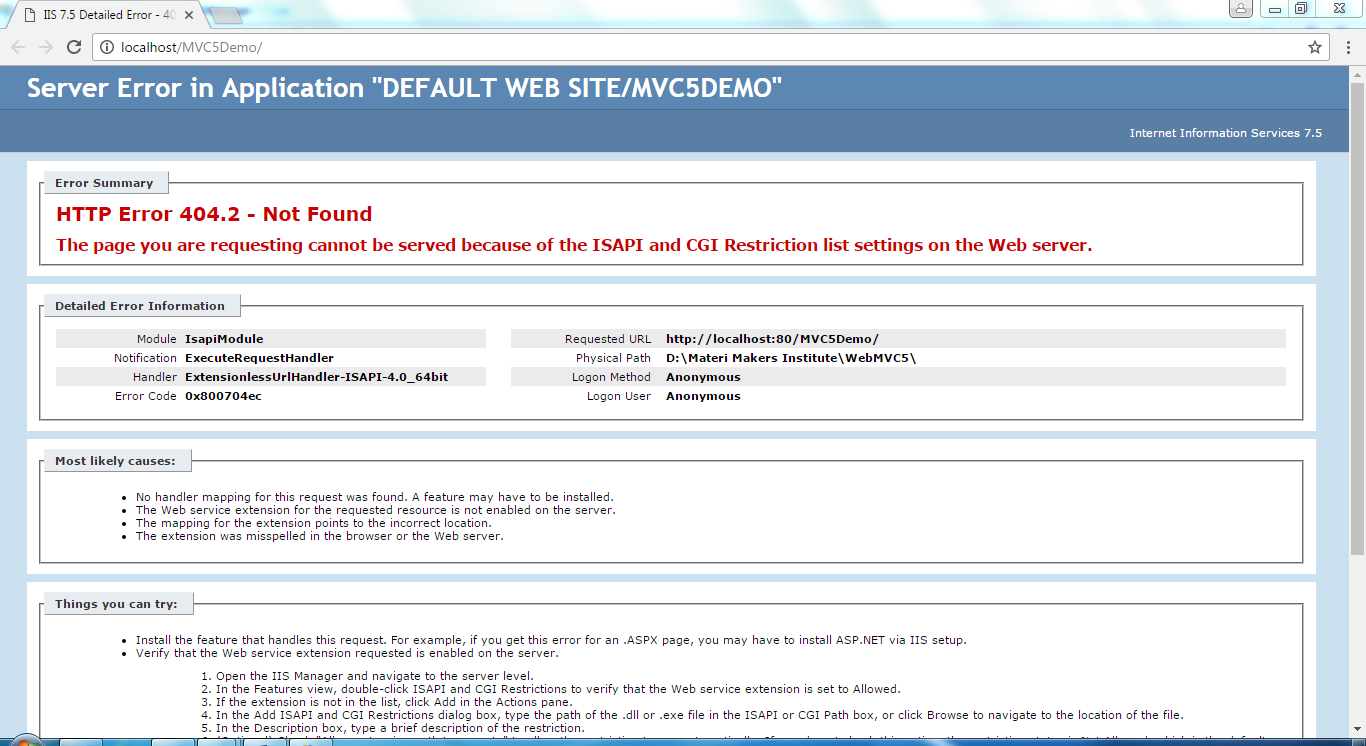 IIS 7.5 Detailed Error - 40
localhost/MVC5Demo/
Server Error in Application "DEFAULT WEB SITE/MVC5DEMO"
Internet Information Services 7.5
Error Summary
HTTP Error 404.2 - Not Found
The page you are requesting cannot be served because of the ISAPI and CGI Restriction list settings on the Web server.
Detailed Error Information
Module IsapiModule
Notification ExecuteRequestHandler
Handler ExtensionlessUrlHandler-ISAPI-4.0_64bit
Error Code 0x800704ec
Requested URL http://localhost:80/MVC5Demo/
Physical Path D:\Materi Makers Institute\WebMVC5\
Logon Method Anonymous
Logon User Anonymous
Most likely causes:
• No handler mapping for this request was found. A feature may have to be installed.
• The Web service extension for the requested resource is not enabled on the server.
• The mapping for the extension points to the incorrect location.
• The extension was misspelled in the browser or the Web server.
Things you can try:
• Install the feature that handles this request. For example, if you get this error for an .ASPX page, you may have to install ASP.NET via IIS setup.
• Verify that the Web service extension requested is enabled on the server.
1. Open the IIS Manager and navigate to the server level.
2. In the Features view, double-click ISAPI and CGI Restrictions to verify that the Web service extension is set to Allowed.
3. If the extension is not in the list, click Add in the Actions pane.
4. In the Add ISAPI and CGI Restrictions dialog box, type the path of the .dll or .exe file in the ISAPI or CGI Path box, or click Browse to navigate to the location of the file.
5. In the Description box, type a brief description of the restriction.